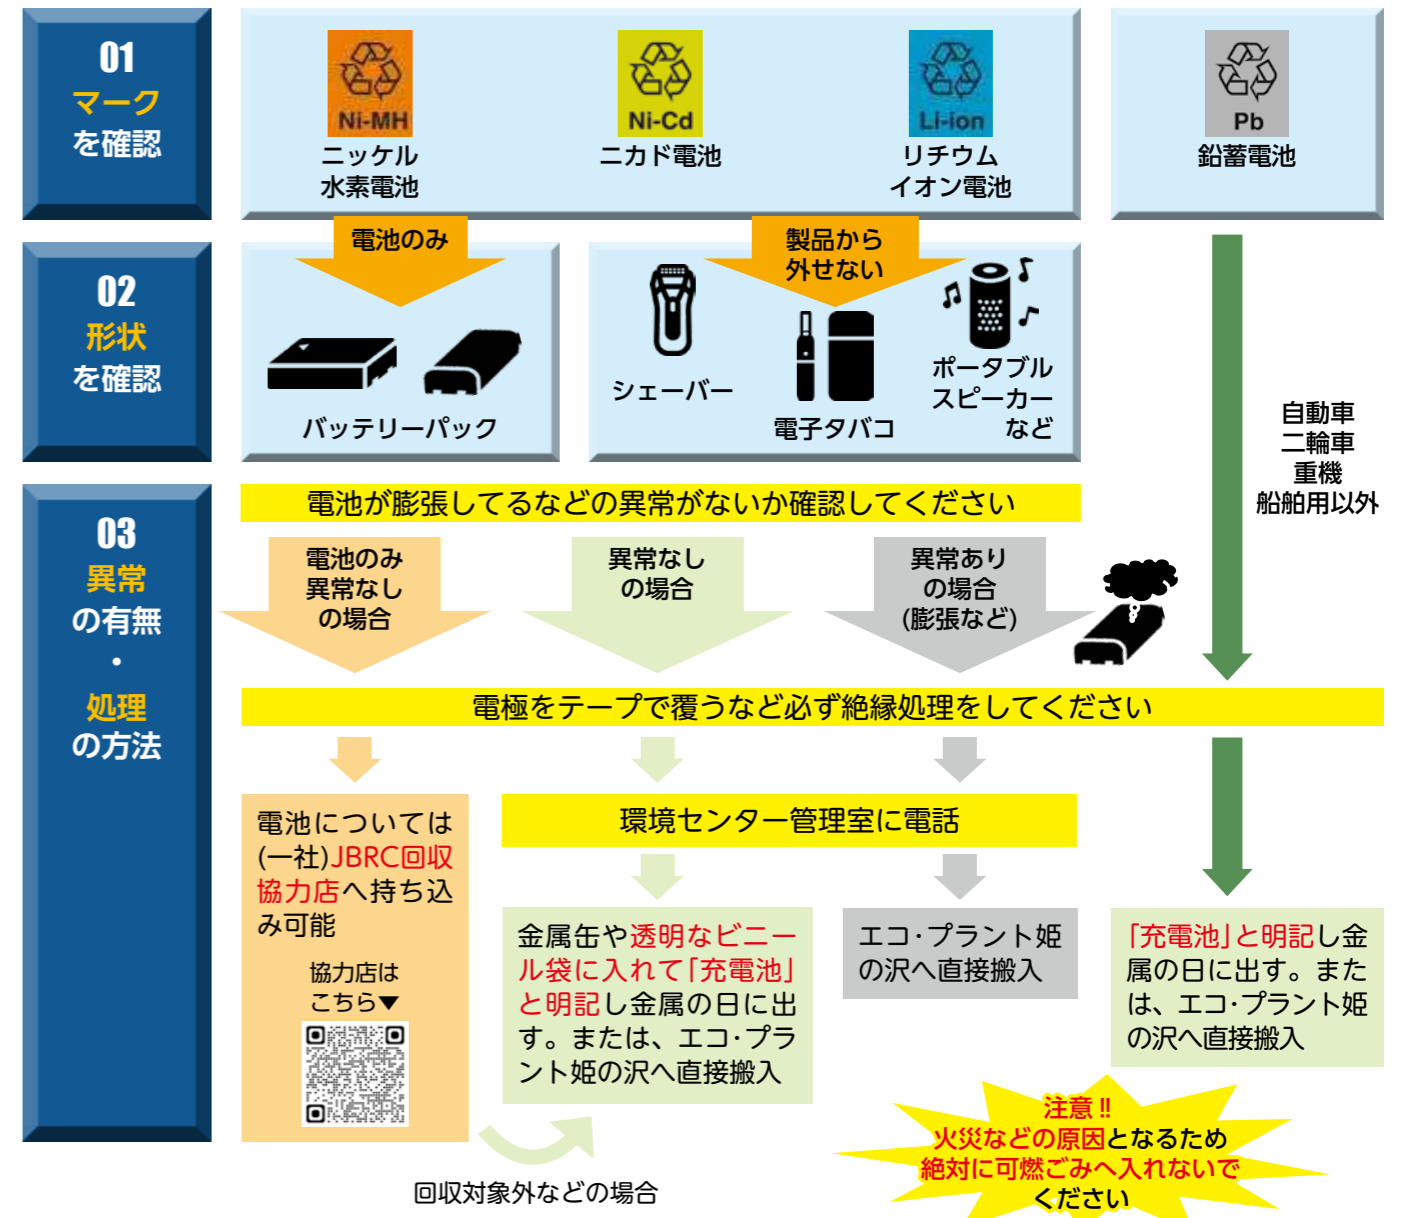 01
マーク
を確認
Ni-MH
ニッケル
水素電池
Ni-Cd
ニカド電池
Li-ion
リチウム
イオン電池
Pb
鉛蓄電池
02
形状
を確認
電池のみ
バッテリーパック
製品から
外せない
シェーバー
電子タバコ
ポータブル
スピーカー
など
自動車
二輪車
重機
船舶用以外
03
異常
の有無
・
処理
の方法
電池が膨張してるなどの異常がないか確認してください
電池のみ
異常なし
の場合
異常なし
の場合
異常あり
の場合
(膨張など)
電極をテープで覆うなど必ず絶縁処理をしてください
電池については
(一社)JBRC回収
協力店へ持ち込
み可能
協力店は
こちら▼
環境センター管理室に電話
金属缶や透明なビニー
ル袋に入れて「充電池」
と明記し金属の日に出
す。または、エコ・プラ
ント姫の沢へ直接搬入
エコ・プラント姫
の沢へ直接搬入
「充電池」と明記し金
属の日に出す。また
は、エコ・プラント姫
の沢へ直接搬入
回収対象外などの場合
注意!!
火災などの原因となるため
絶対に可燃ごみへ入れないで
ください